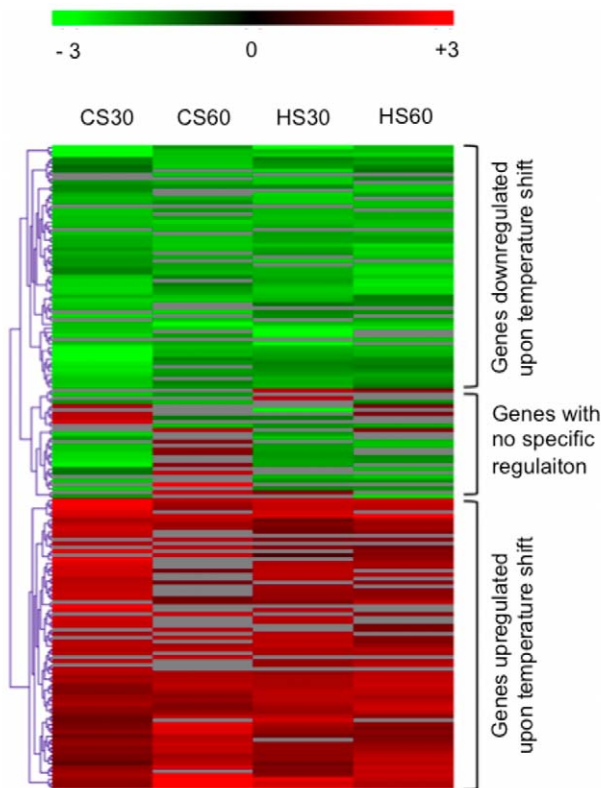 - 3
0
+3
CS30
CS60
HS30
HS60
Genes downregulated
upon temperature shift
Genes with
no specific
regulaiton
Genes upregulated
upon temperature shift